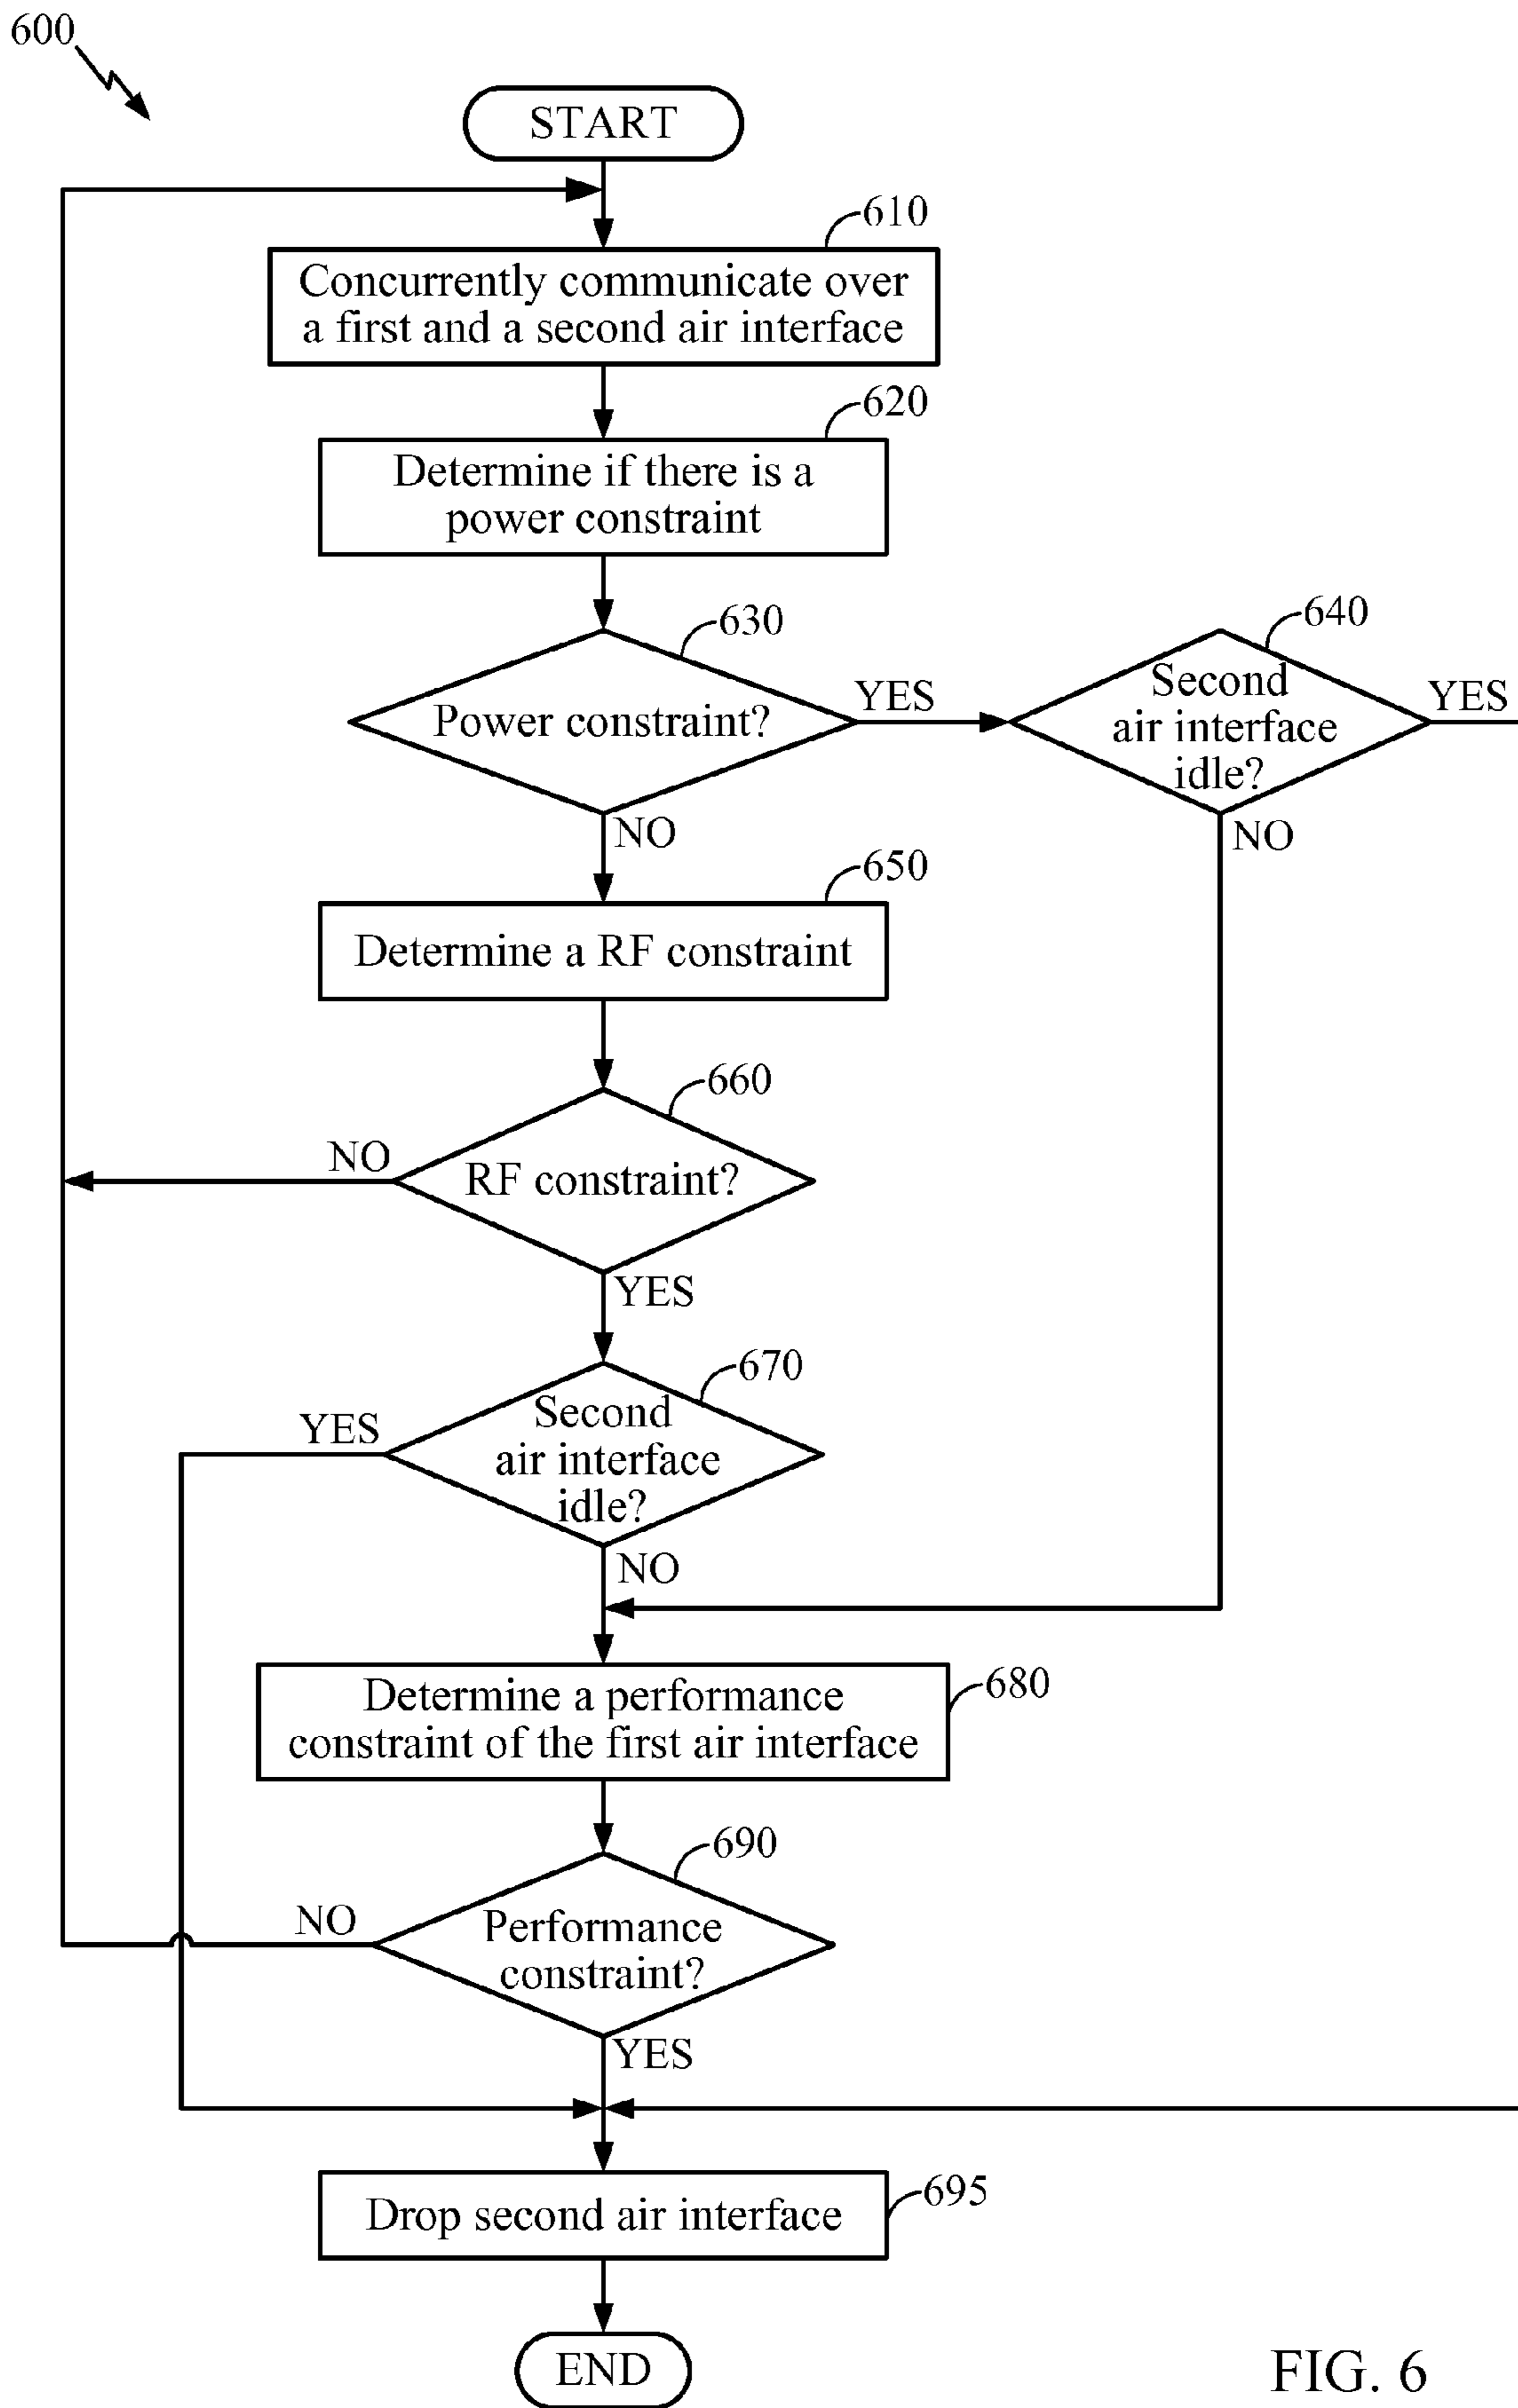 600
START
610
Concurrently communicate over
a first and a second air interface
620
Determine if there is a
power constraint
630
Power constraint?
YES
NO
640
Second
air interface
idle?
YES
NO
650
Determine a RF constraint
660
RF constraint?
NO
YES
670
Second
air interface
idle?
YES
NO
680
Determine a performance
constraint of the first air interface
690
Performance
constraint?
NO
YES
695
Drop second air interface
END
FIG. 6